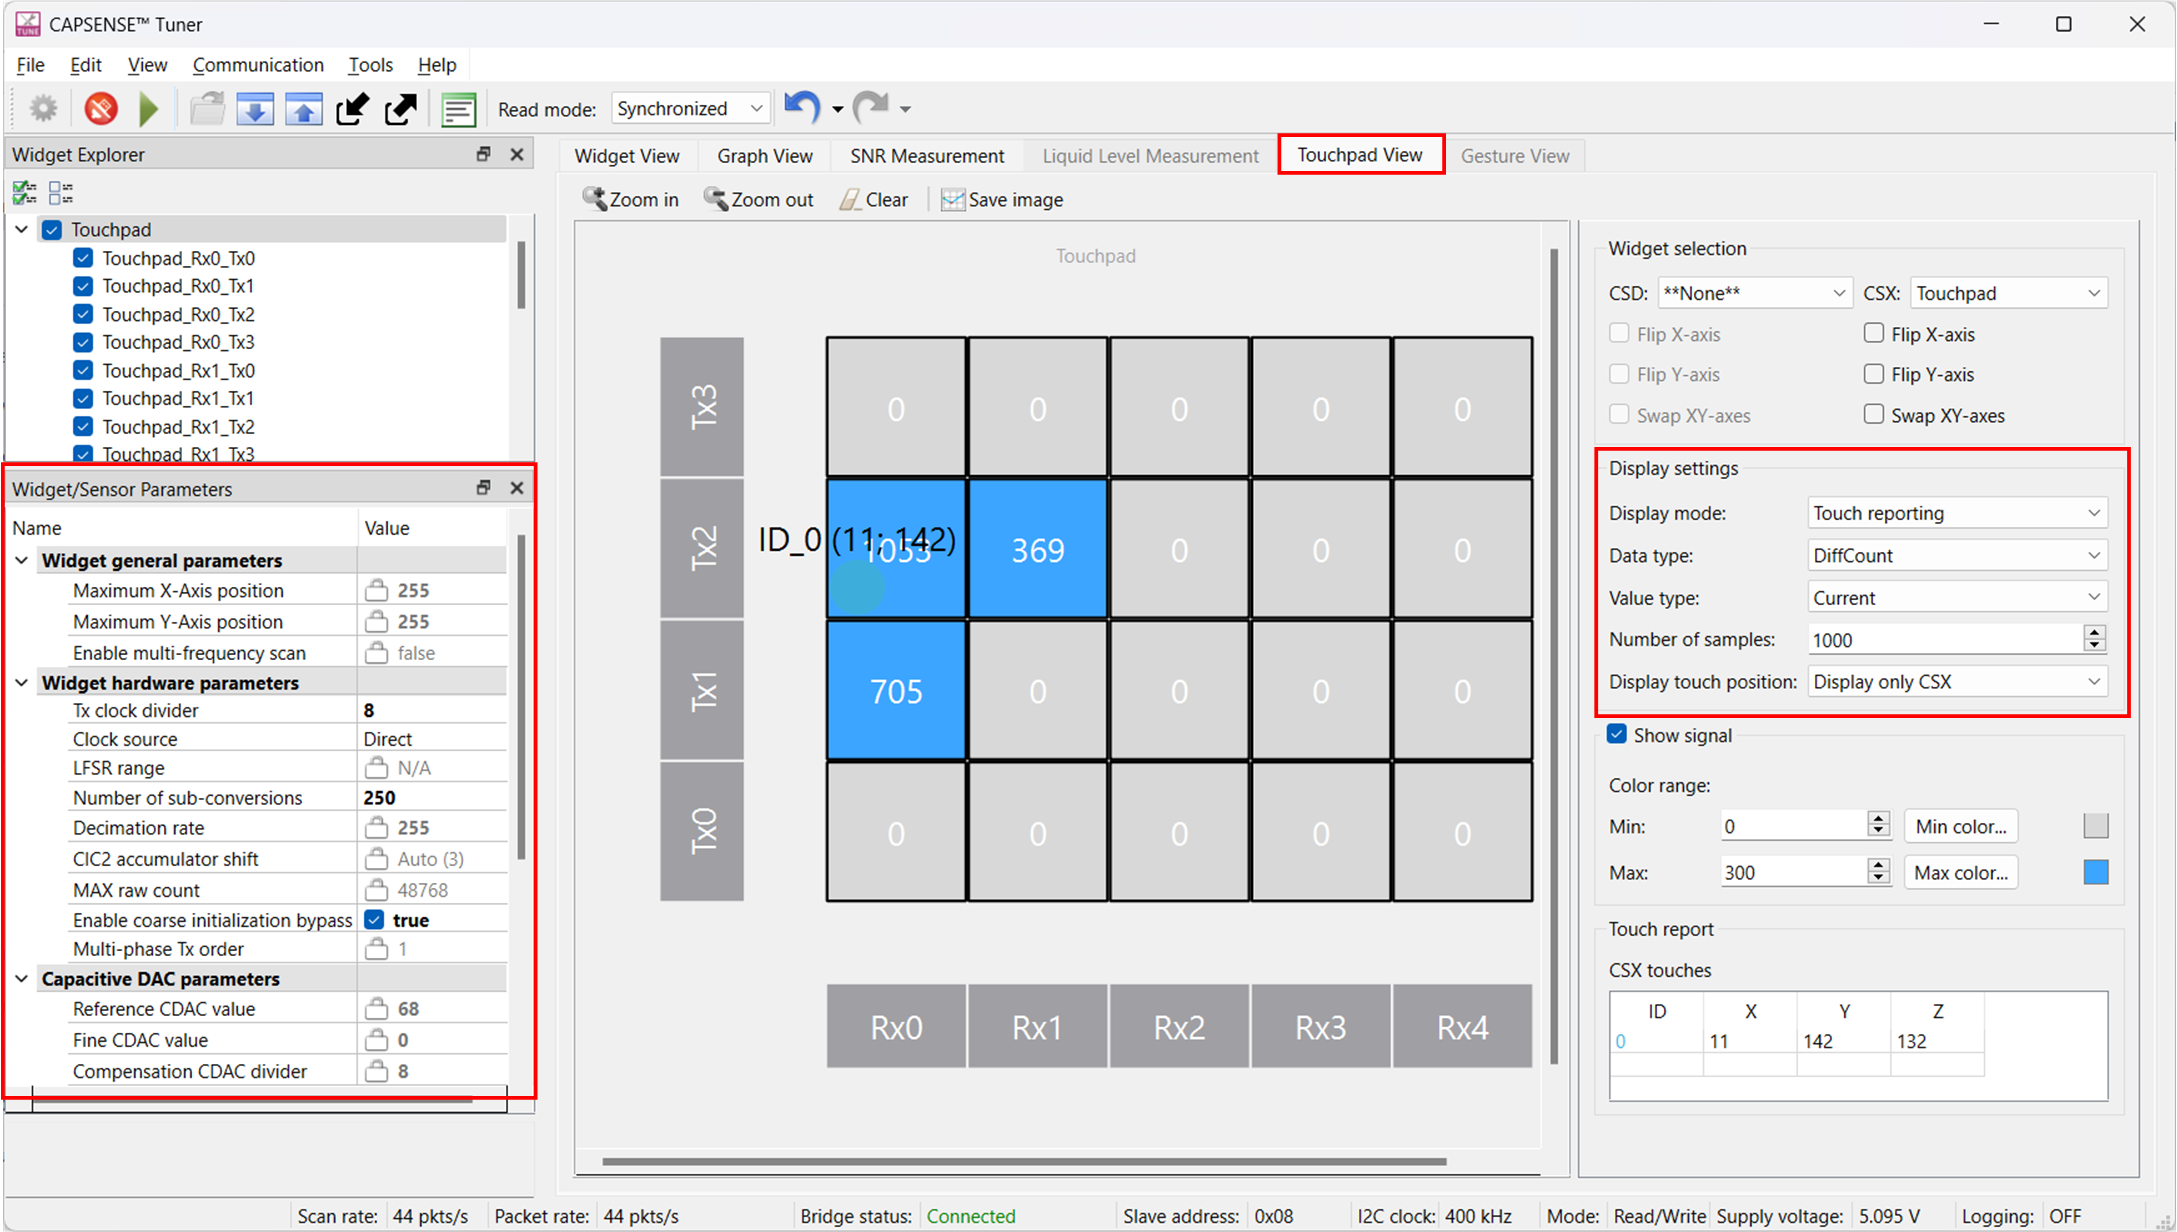 CAPSENSE™ Tuner
File Edit View Communication Tools Help
Read mode: Synchronized
Widget Explorer
Touchpad
Touchpad_Rx0_Tx0
Touchpad_Rx0_Tx1
Touchpad_Rx0_Tx2
Touchpad_Rx0_Tx3
Touchpad_Rx1_Tx0
Touchpad_Rx1_Tx1
Touchpad_Rx1_Tx2
Touchpad_Rx1_Tx3
Widget/Sensor Parameters
Name Value
Widget general parameters
Maximum X-Axis position 255
Maximum Y-Axis position 255
Enable multi-frequency scan false
Widget hardware parameters
Tx clock divider 8
Clock source Direct
LFSR range N/A
Number of sub-conversions 250
Decimation rate 255
CIC2 accumulator shift Auto (3)
MAX raw count 48768
Enable coarse initialization bypass true
Multi-phase Tx order 1
Capacitive DAC parameters
Reference CDAC value 68
Fine CDAC value 0
Compensation CDAC divider 8
Widget View Graph View SNR Measurement Liquid Level Measurement Touchpad View Gesture View
Zoom in Zoom out Clear Save image
Touchpad
Tx3 0 0 0 0 0
ID_0 (11; 142)
Tx2 1053 369 0 0 0
Tx1 705 0 0 0 0
Tx0 0 0 0 0 0
Rx0 Rx1 Rx2 Rx3 Rx4
Widget selection
CSD: **None** CSX: Touchpad
Flip X-axis Flip X-axis
Flip Y-axis Flip Y-axis
Swap XY-axes Swap XY-axes
Display settings
Display mode: Touch reporting
Data type: DiffCount
Value type: Current
Number of samples: 1000
Display touch position: Display only CSX
Show signal
Color range:
Min: 0 Min color...
Max: 300 Max color...
Touch report
CSX touches
ID X Y Z
0 11 142 132
Scan rate: 44 pkts/s Packet rate: 44 pkts/s Bridge status: Connected Slave address: 0x08 I2C clock: 400 kHz Mode: Read/Write Supply voltage: 5.095 V Logging: OFF